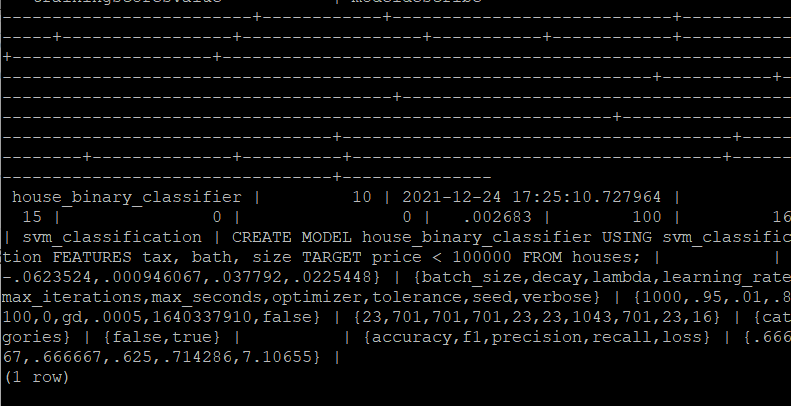 trainingscoresvalue | modeldescribe
--------------------------+-------------+------------------------------+------------
-----+-------------------+-------------------+------------+-------------+------------
+---------------------+--------------------------------------------------------------
---------------------------------------------------------------------+------------+--
------------------------------------------+------------------------------------------
-----------------------------------------------------------------+-------------------
-----------------------------------+-----------------------------------------+-------
--------+---------------+-----------+---------------------------------------+--------
-----------------------------------+---------------
house_binary_classifier | 10 | 2021-12-24 17:25:10.727964 |
15 | 0 | 0 | .002683 | 100 | 16
| svm_classification | CREATE MODEL house_binary_classifier USING svm_classific
tion FEATURES tax, bath, size TARGET price < 100000 FROM houses; | |
-.0623524,.000946067,.037792,.0225448} | {batch_size,decay,lambda,learning_rate
max_iterations,max_seconds,optimizer,tolerance,seed,verbose} | {1000,.95,.01,.8
100,0,gd,.0005,1640337910,false} | {23,701,701,701,23,23,1043,701,23,16} | {cat
gories} | {false,true} | | {accuracy,f1,precision,recall,loss} | {.666
67,.666667,.625,.714286,7.10655} |
(1 row)